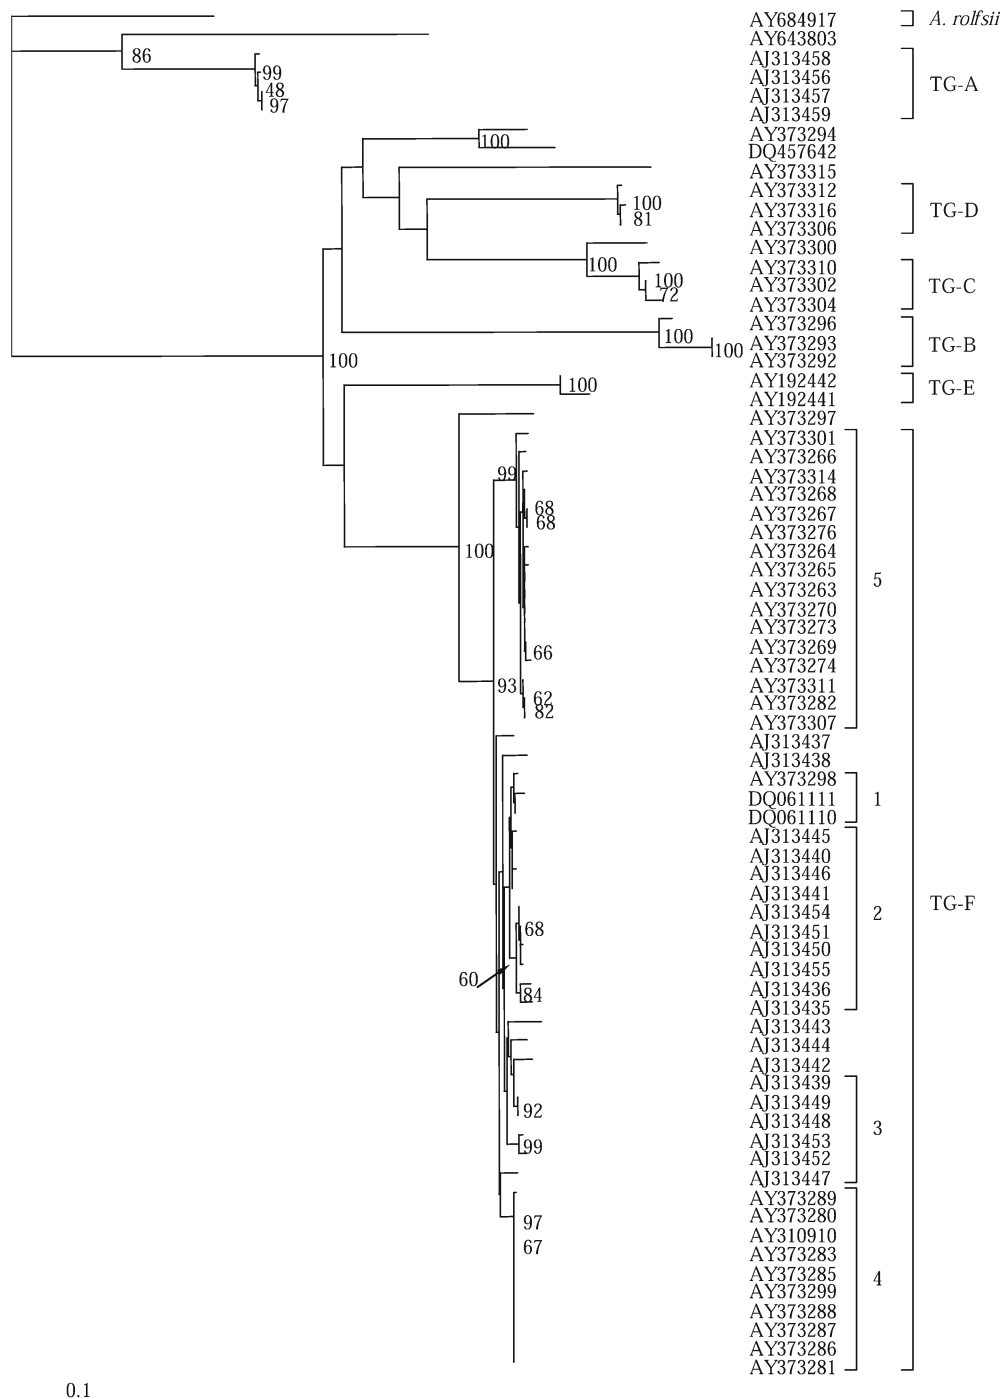 AY684917 A. rolfsii
AY643803
86
AJ313458
99
AJ313456
48
AJ313457 TG-A
97
AJ313459
AY373294
100
DQ457642
AY373315
AY373312
100
AY373316 TG-D
81
AY373306
AY373300
100
AY373310
100
AY373302 TG-C
72
AY373304
AY373296
100
AY373293 TG-B
100
AY373292
100
AY192442
100 TG-E
AY192441
AY373297
AY373301
AY373266
99
AY373314
AY373268
68
AY373267
68
AY373276
100
AY373264
AY373265
5
AY373263
AY373270
AY373273
AY373269
66
AY373274
93
AY373311
62
AY373282
82
AY373307
AJ313437
AJ313438
AY373298
DQ061111 1
DQ061110
AJ313445
AJ313440
AJ313446
AJ313441
TG-F
AJ313454 2
68
AJ313451
AJ313450
AJ313455
60
AJ313436
84
AJ313435
AJ313443
AJ313444
AJ313442
AJ313439
AJ313449
92
AJ313448
3
AJ313453
99
AJ313452
AJ313447
AY373289
AY373280
97
AY310910
67
AY373283
AY373285 4
AY373299
AY373288
AY373287
AY373286
AY373281
0.1